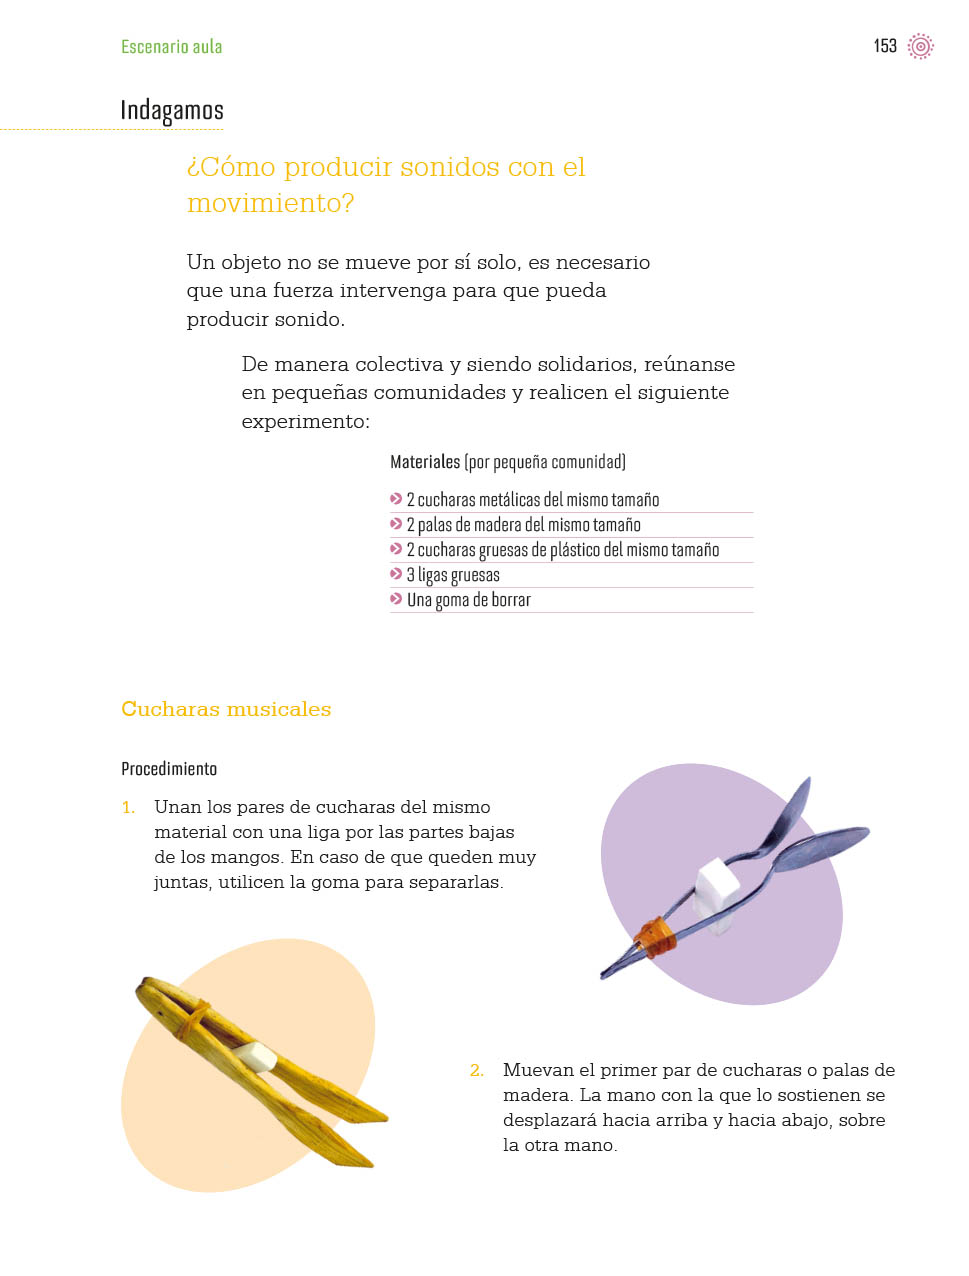 Escenario aula
153
Indagamos
¿Cómo producir sonidos con el
movimiento?
Un objeto no se mueve por sí solo, es necesario
que una fuerza intervenga para que pueda
producir sonido.
De manera colectiva y siendo solidarios, reúnanse
en pequeñas comunidades y realicen el siguiente
experimento:
Materiales (por pequeña comunidad)
2 cucharas metálicas del mismo tamaño
2 palas de madera del mismo tamaño
2 cucharas gruesas de plástico del mismo tamaño
3 ligas gruesas
Una goma de borrar
Cucharas musicales
Procedimiento
1. Unan los pares de cucharas del mismo
material con una liga por las partes bajas
de los mangos. En caso de que queden muy
juntas, utilicen la goma para separarlas.
2. Muevan el primer par de cucharas o palas de
madera. La mano con la que lo sostienen se
desplazará hacia arriba y hacia abajo, sobre
la otra mano.